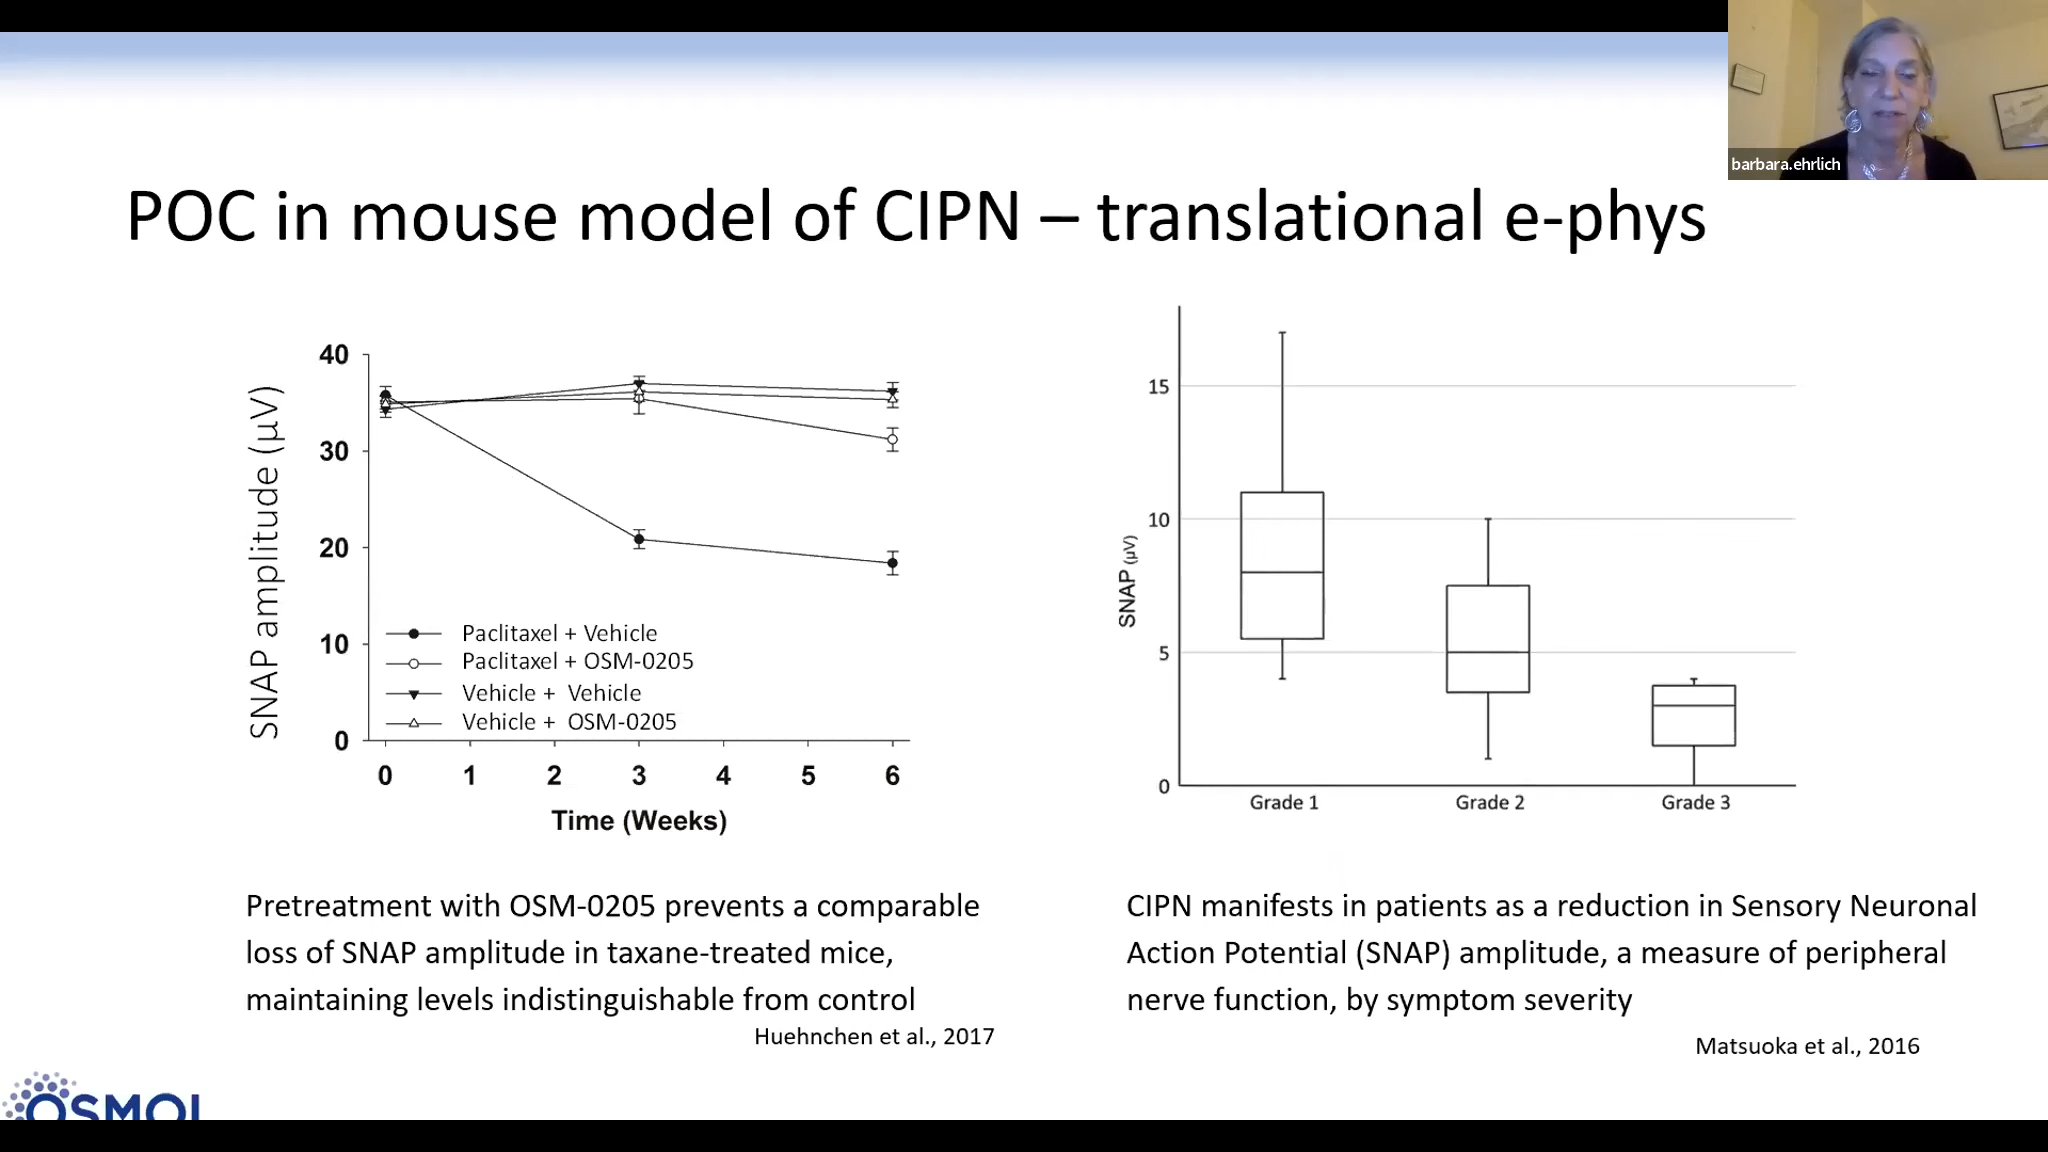 barbara.ehrlich
POC in mouse model of CIPN – translational e-phys
SNAP amplitude (µV)
40
30
20
10
0
Paclitaxel + Vehicle
Paclitaxel + OSM-0205
Vehicle + Vehicle
Vehicle + OSM-0205
0 1 2 3 4 5 6
Time (Weeks)
SNAP (µV)
15
10
5
0
Grade 1 Grade 2 Grade 3
Pretreatment with OSM-0205 prevents a comparable
loss of SNAP amplitude in taxane-treated mice,
maintaining levels indistinguishable from control
Huehnchen et al., 2017
CIPN manifests in patients as a reduction in Sensory Neuronal
Action Potential (SNAP) amplitude, a measure of peripheral
nerve function, by symptom severity
Matsuoka et al., 2016
OSMOL